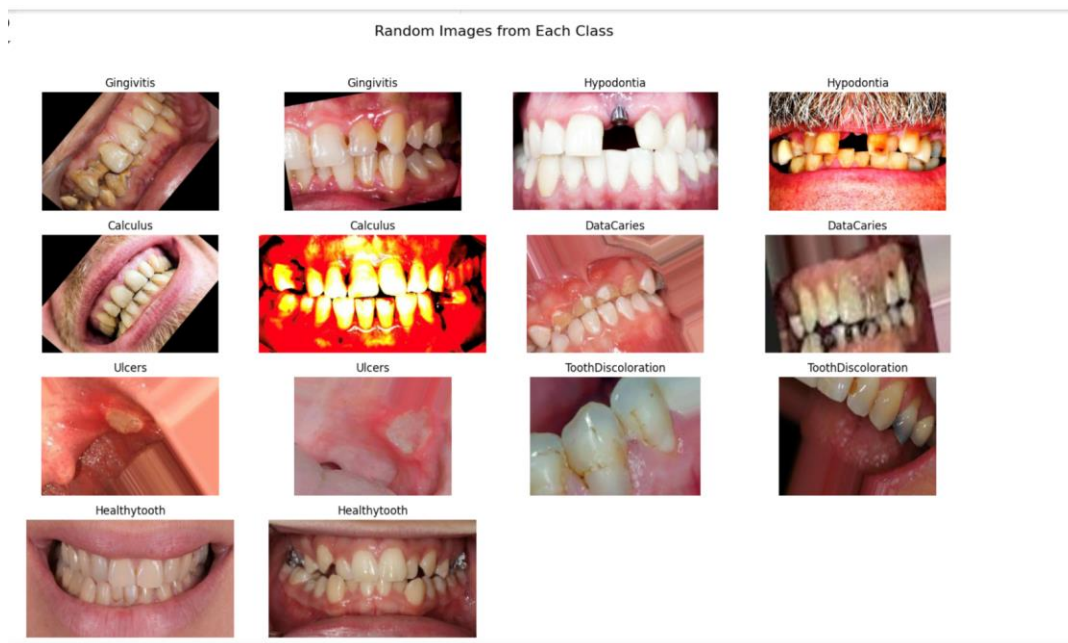 Random Images from Each Class
Gingivitis Gingivitis Hypodontia Hypodontia
Calculus Calculus DataCaries DataCaries
Ulcers Ulcers ToothDiscoloration ToothDiscoloration
Healthytooth Healthytooth